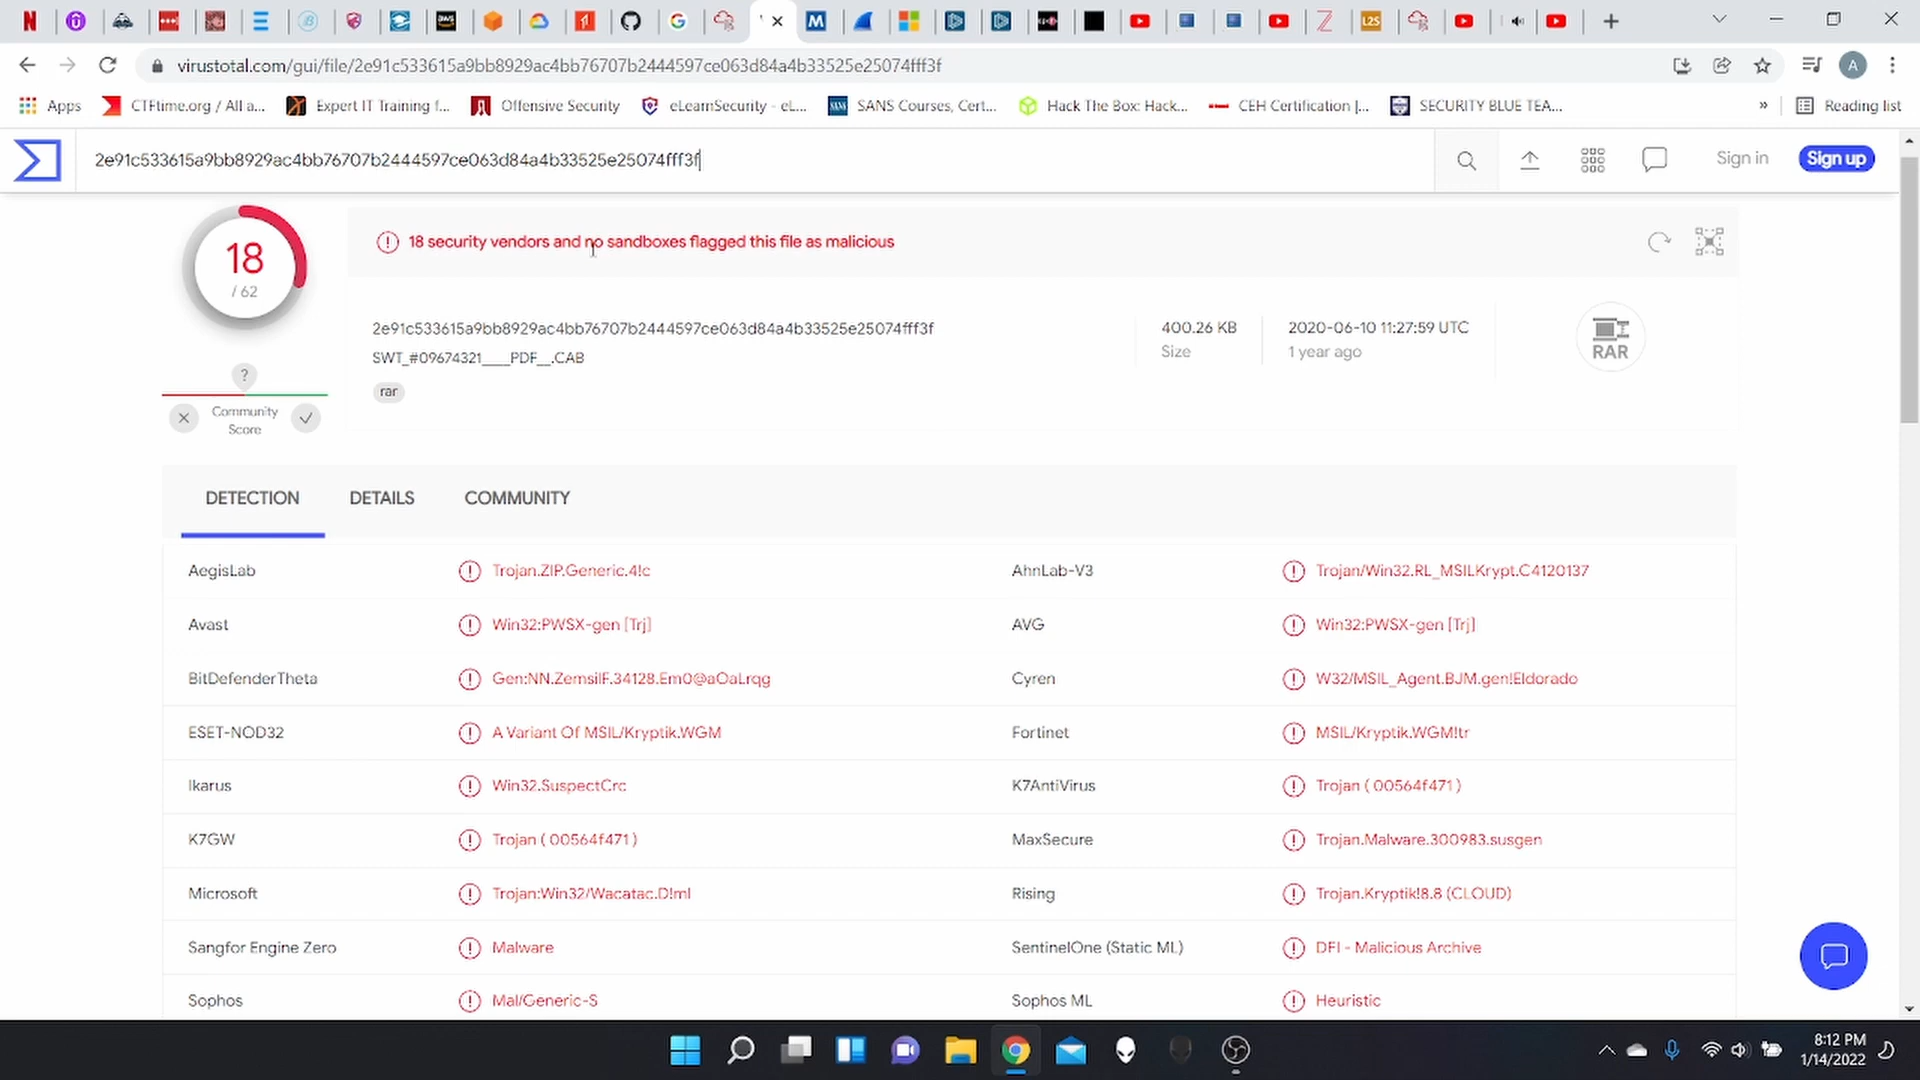 virustotal.com/gui/file/2e91c533615a9bb8929ac4bb76707b2444597ce063d84a4b33525e25074fff3f
A
Apps
CTFtime.org / All a...
Expert IT Training f...
Offensive Security
eLearnSecurity - eL...
SANS Courses, Cert...
Hack The Box: Hack...
CEH Certification |...
SECURITY BLUE TEA...
»
Reading list
2e91c533615a9bb8929ac4bb76707b2444597ce063d84a4b33525e25074fff3f
Sign in
Sign up
18
/ 62
18 security vendors and no sandboxes flagged this file as malicious
2e91c533615a9bb8929ac4bb76707b2444597ce063d84a4b33525e25074fff3f
SWT_#09674321____PDF__.CAB
rar
400.26 KB
Size
2020-06-10 11:27:59 UTC
1 year ago
RAR
?
Community
Score
DETECTION
DETAILS
COMMUNITY
AegisLab
Trojan.ZIP.Generic.4!c
AhnLab-V3
Trojan/Win32.RL_MSILKrypt.C4120137
Avast
Win32:PWSX-gen [Trj]
AVG
Win32:PWSX-gen [Trj]
BitDefenderTheta
Gen:NN.ZemsilF.34128.Em0@aOaLrqg
Cyren
W32/MSIL_Agent.BJM.gen!Eldorado
ESET-NOD32
A Variant Of MSIL/Kryptik.WGM
Fortinet
MSIL/Kryptik.WGM!tr
Ikarus
Win32.SuspectCrc
K7AntiVirus
Trojan ( 00564f471 )
K7GW
Trojan ( 00564f471 )
MaxSecure
Trojan.Malware.300983.susgen
Microsoft
Trojan:Win32/Wacatac.D!ml
Rising
Trojan.Kryptik!8.8 (CLOUD)
Sangfor Engine Zero
Malware
SentinelOne (Static ML)
DFI - Malicious Archive
Sophos
Mal/Generic-S
Sophos ML
Heuristic
8:12 PM
1/14/2022